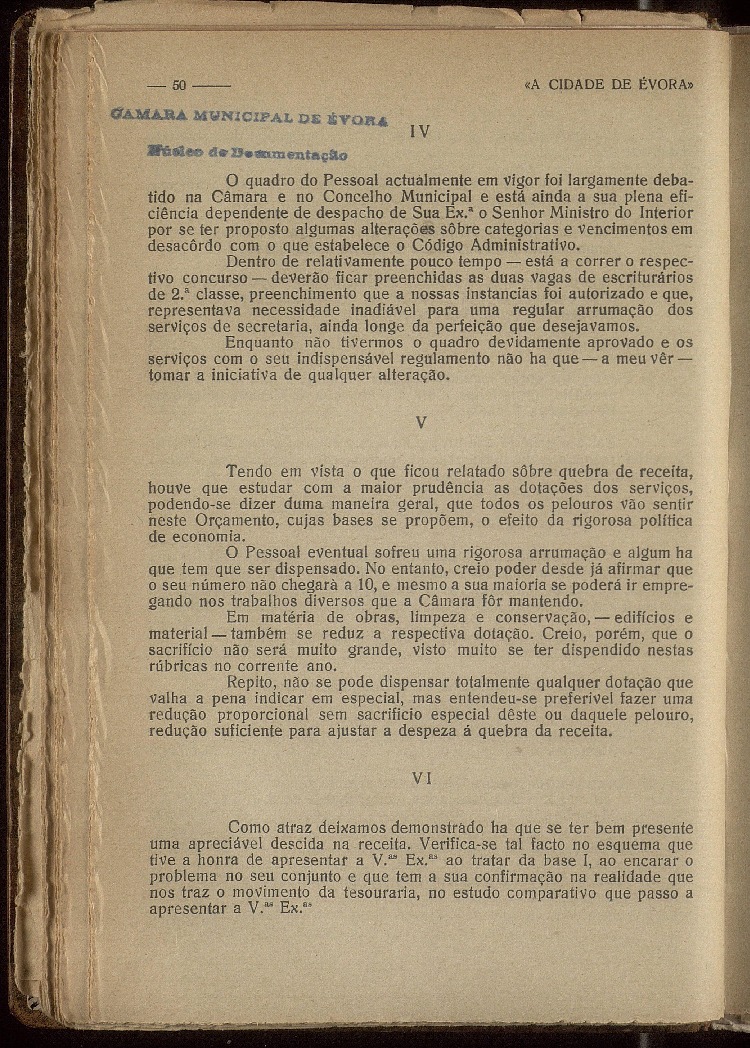 — 50 —— «A CIDADE DE ÉVORA»
CAMARA MUNICIPAL DE ÉVORA
IV
Núcleo de Documentação
O quadro do Pessoal actualmente em vigor foi largamente deba-
tido na Câmara e no Concelho Municipal e está ainda a sua plena efi-
ciência dependente de despacho de Sua Ex.ª o Senhor Ministro do Interior
por se ter proposto algumas alterações sôbre categorias e vencimentos em
desacôrdo com o que estabelece o Código Administrativo.
Dentro de relativamente pouco tempo — está a correr o respec-
tivo concurso — deverão ficar preenchidas as duas vagas de escriturários
de 2.ª classe, preenchimento que a nossas instancias foi autorizado e que,
representava necessidade inadiável para uma regular arrumação dos
serviços de secretaria, ainda longe da perfeição que desejavamos.
Enquanto não tivermos o quadro devidamente aprovado e os
serviços com o seu indispensável regulamento não ha que — a meu vêr —
tomar a iniciativa de qualquer alteração.
V
Tendo em vista o que ficou relatado sôbre quebra de receita,
houve que estudar com a maior prudência as dotações dos serviços,
podendo-se dizer duma maneira geral, que todos os pelouros vão sentir
neste Orçamento, cujas bases se propõem, o efeito da rigorosa política
de economia.
O Pessoal eventual sofreu uma rigorosa arrumação e algum ha
que tem que ser dispensado. No entanto, creio poder desde já afirmar que
o seu número não chegará a 10, e mesmo a sua maioria se poderá ir empre-
gando nos trabalhos diversos que a Câmara fôr mantendo.
Em matéria de obras, limpeza e conservação, — edifícios e
material — também se reduz a respectiva dotação. Creio, porém, que o
sacrifício não será muito grande, visto muito se ter dispendido nestas
rúbricas no corrente ano.
Repito, não se pode dispensar totalmente qualquer dotação que
valha a pena indicar em especial, mas entendeu-se preferivel fazer uma
redução proporcional sem sacrificio especial dêste ou daquele pelouro,
redução suficiente para ajustar a despeza á quebra da receita.
VI
Como atraz deixamos demonstrado ha que se ter bem presente
uma apreciável descida na receita. Verifica-se tal facto no esquema que
tive a honra de apresentar a V.ªˢ Ex.ªˢ ao tratar da base I, ao encarar o
problema no seu conjunto e que tem a sua confirmação na realidade que
nos traz o movimento da tesouraria, no estudo comparativo que passo a
apresentar a V.ªˢ Ex.ªˢ